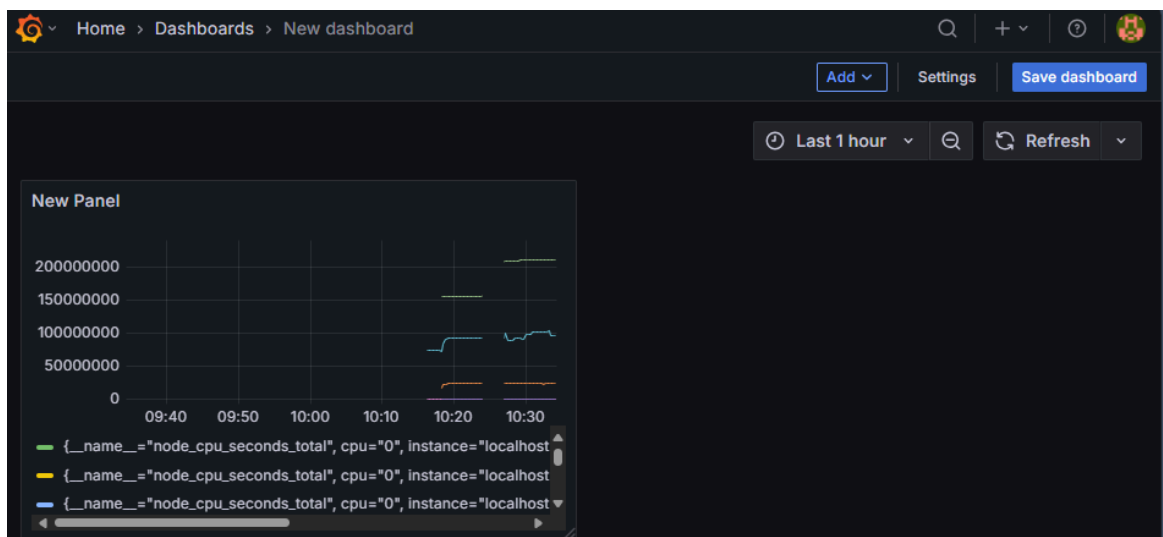 Home > Dashboards > New dashboard
Add
Settings
Save dashboard
Last 1 hour
Refresh
New Panel
200000000
150000000
100000000
50000000
0
09:40 09:50 10:00 10:10 10:20 10:30
{__name__="node_cpu_seconds_total", cpu="0", instance="localhost
{__name__="node_cpu_seconds_total", cpu="0", instance="localhost
{__name__="node_cpu_seconds_total", cpu="0", instance="localhost